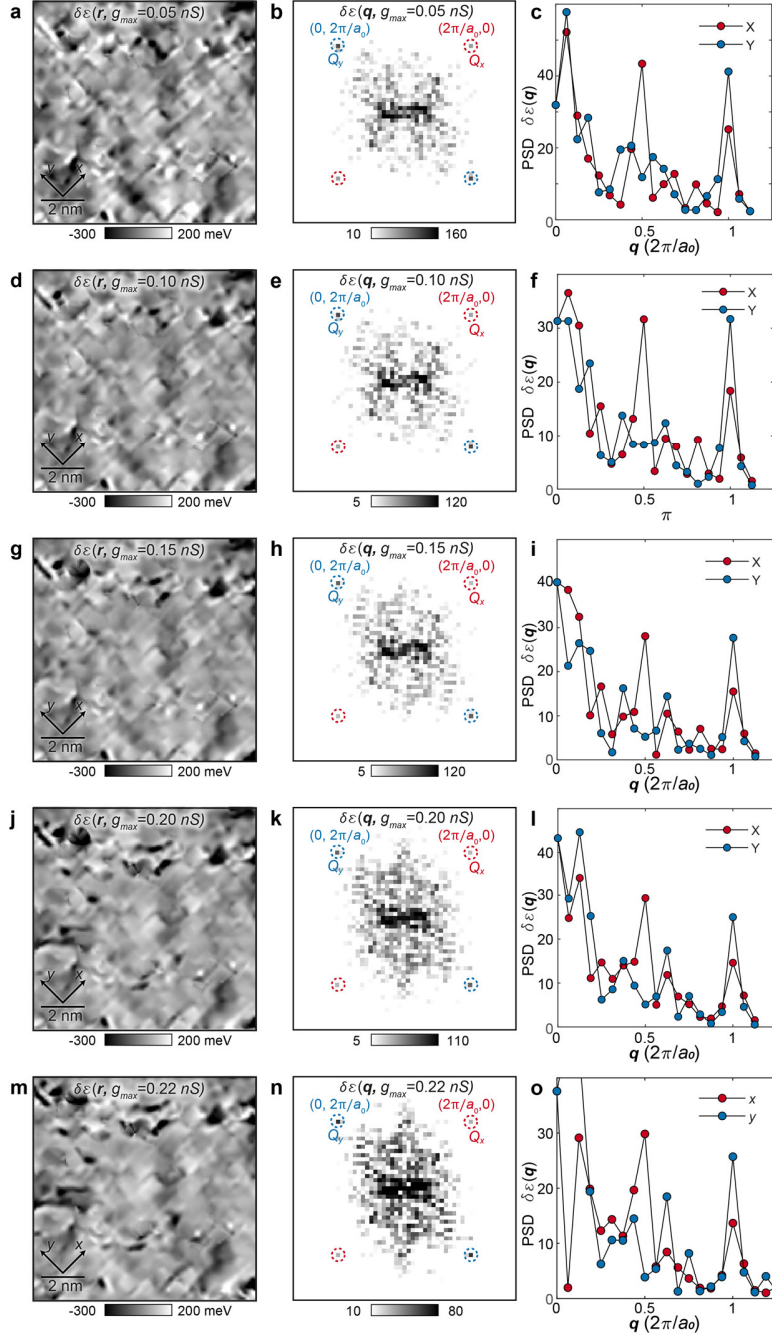 a
δε(r, gmax=0.05 nS)
y x
2 nm
-300 200 meV
b
δε(q, gmax=0.05 nS)
(0, 2π/a0) (2π/a0,0)
Qy Qx
10 160
c
X
Y
PSD δε(q)
40
20
0
0 0.5 1
q (2π/a0)
d
δε(r, gmax=0.10 nS)
y x
2 nm
-300 200 meV
e
δε(q, gmax=0.10 nS)
(0, 2π/a0) (2π/a0,0)
Qy Qx
5 120
f
X
Y
PSD δε(q)
30
20
10
0
0 0.5 1
π
g
δε(r, gmax=0.15 nS)
y x
2 nm
-300 200 meV
h
δε(q, gmax=0.15 nS)
(0, 2π/a0) (2π/a0,0)
Qy Qx
5 120
i
X
Y
PSD δε(q)
40
30
20
10
0
0 0.5 1
q (2π/a0)
j
δε(r, gmax=0.20 nS)
y x
2 nm
-300 200 meV
k
δε(q, gmax=0.20 nS)
(0, 2π/a0) (2π/a0,0)
Qy Qx
5 110
l
X
Y
PSD δε(q)
40
30
20
10
0
0 0.5 1
q (2π/a0)
m
δε(r, gmax=0.22 nS)
y x
2 nm
-300 200 meV
n
δε(q, gmax=0.22 nS)
(0, 2π/a0) (2π/a0,0)
Qy Qx
10 80
o
x
y
PSD δε(q)
30
20
10
0
0 0.5 1
q (2π/a0)